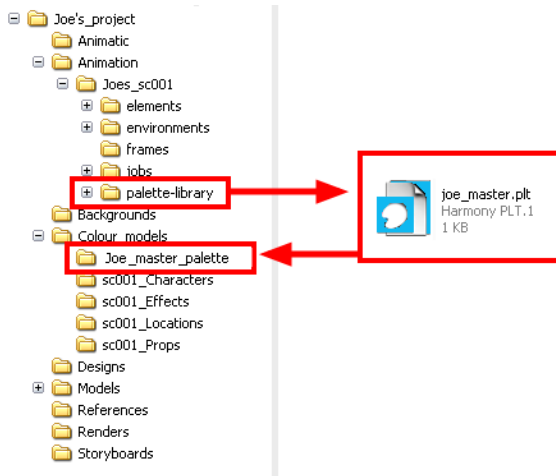 Joe's_project
Animatic
Animation
Joes_sc001
elements
environments
frames
jobs
palette-library
Backgrounds
Colour_models
Joe_master_palette
sc001_Characters
sc001_Effects
sc001_Locations
sc001_Props
Designs
Models
References
Renders
Storyboards
joe_master.plt
Harmony PLT.1
1 KB